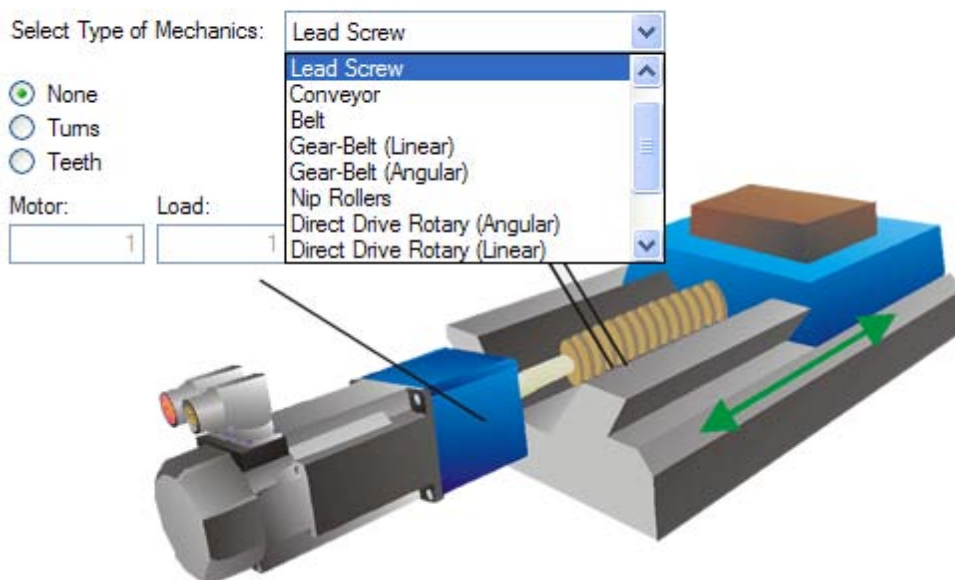 Select Type of Mechanics: Lead Screw
Lead Screw
Conveyor
Belt
Gear-Belt (Linear)
Gear-Belt (Angular)
Nip Rollers
Direct Drive Rotary (Angular)
Direct Drive Rotary (Linear)
None
Turns
Teeth
Motor: Load:
1 1